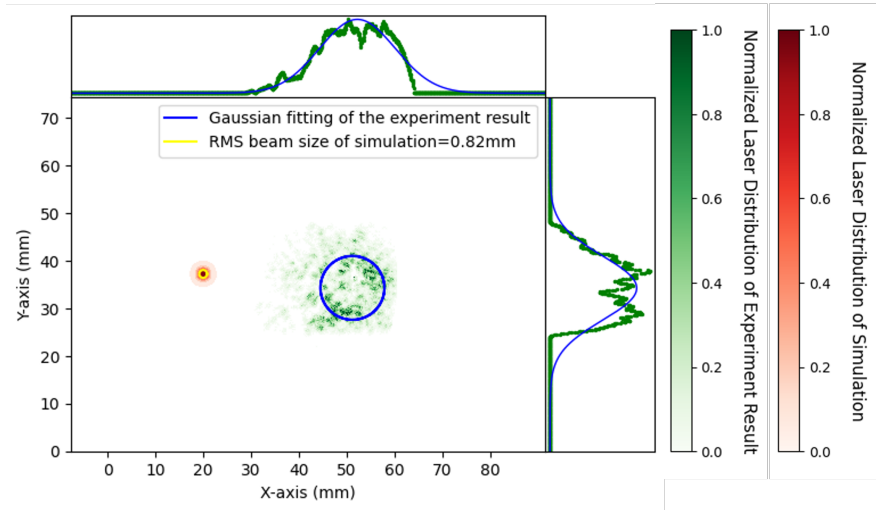 Gaussian fitting of the experiment result
RMS beam size of simulation=0.82mm
70
60
50
40
30
20
10
0
Y-axis (mm)
0 10 20 30 40 50 60 70 80
X-axis (mm)
1.0
0.8
0.6
0.4
0.2
0.0
Normalized Laser Distribution of Experiment Result
1.0
0.8
0.6
0.4
0.2
0.0
Normalized Laser Distribution of Simulation